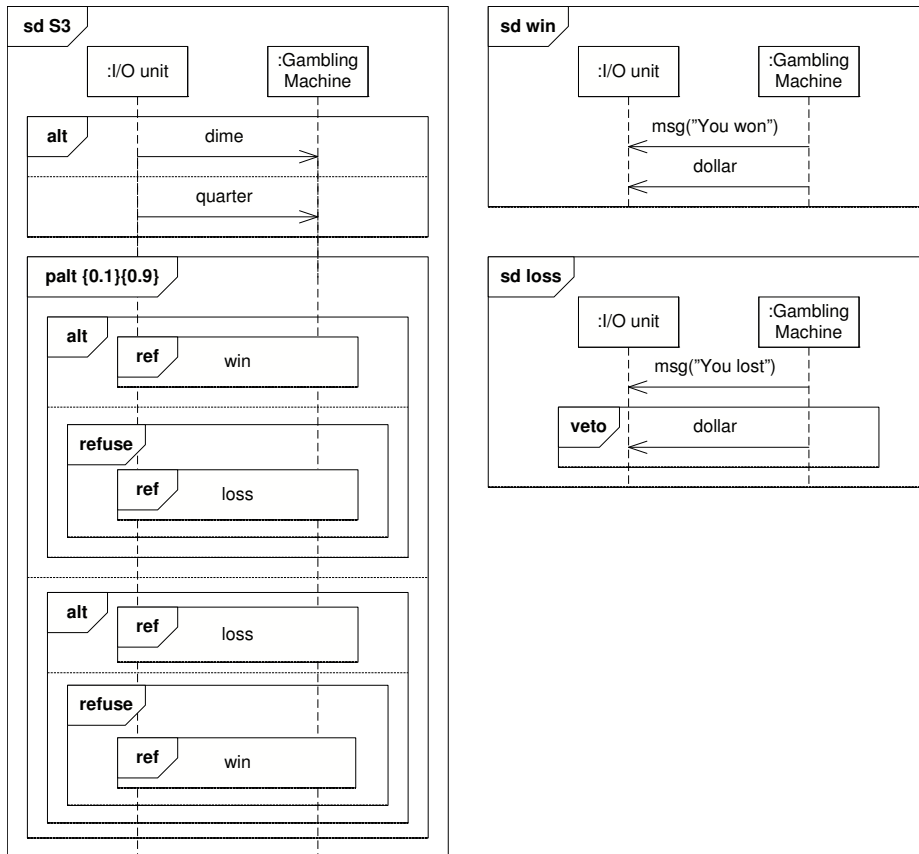 sd S3
:I/O unit
:Gambling
Machine
alt
dime
quarter
palt {0.1}{0.9}
alt
ref
win
refuse
ref
loss
alt
ref
loss
refuse
ref
win
sd win
:I/O unit
:Gambling
Machine
msg("You won")
dollar
sd loss
:I/O unit
:Gambling
Machine
msg("You lost")
veto
dollar